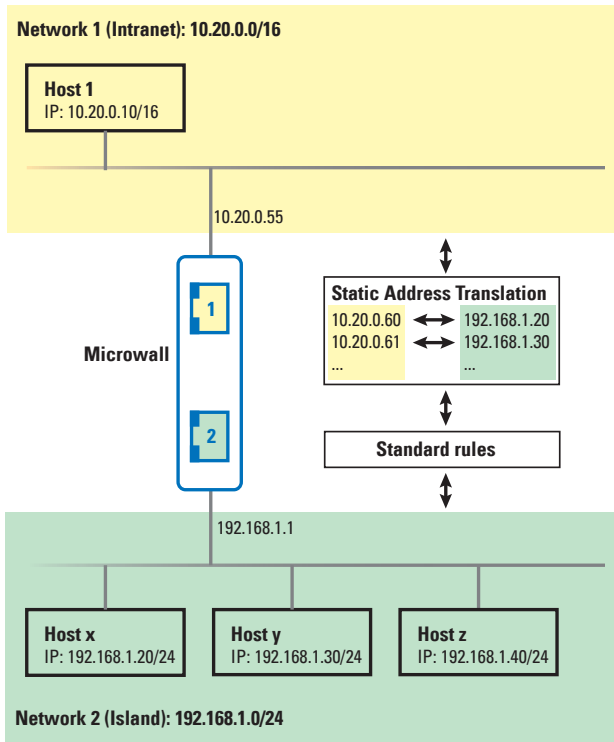 Network 1 (Intranet): 10.20.0.0/16
Host 1
IP: 10.20.0.10/16
10.20.0.55
Microwall
1
2
Static Address Translation
10.20.0.60 192.168.1.20
10.20.0.61 192.168.1.30
... ...
Standard rules
192.168.1.1
Host x
IP: 192.168.1.20/24
Host y
IP: 192.168.1.30/24
Host z
IP: 192.168.1.40/24
Network 2 (Island): 192.168.1.0/24